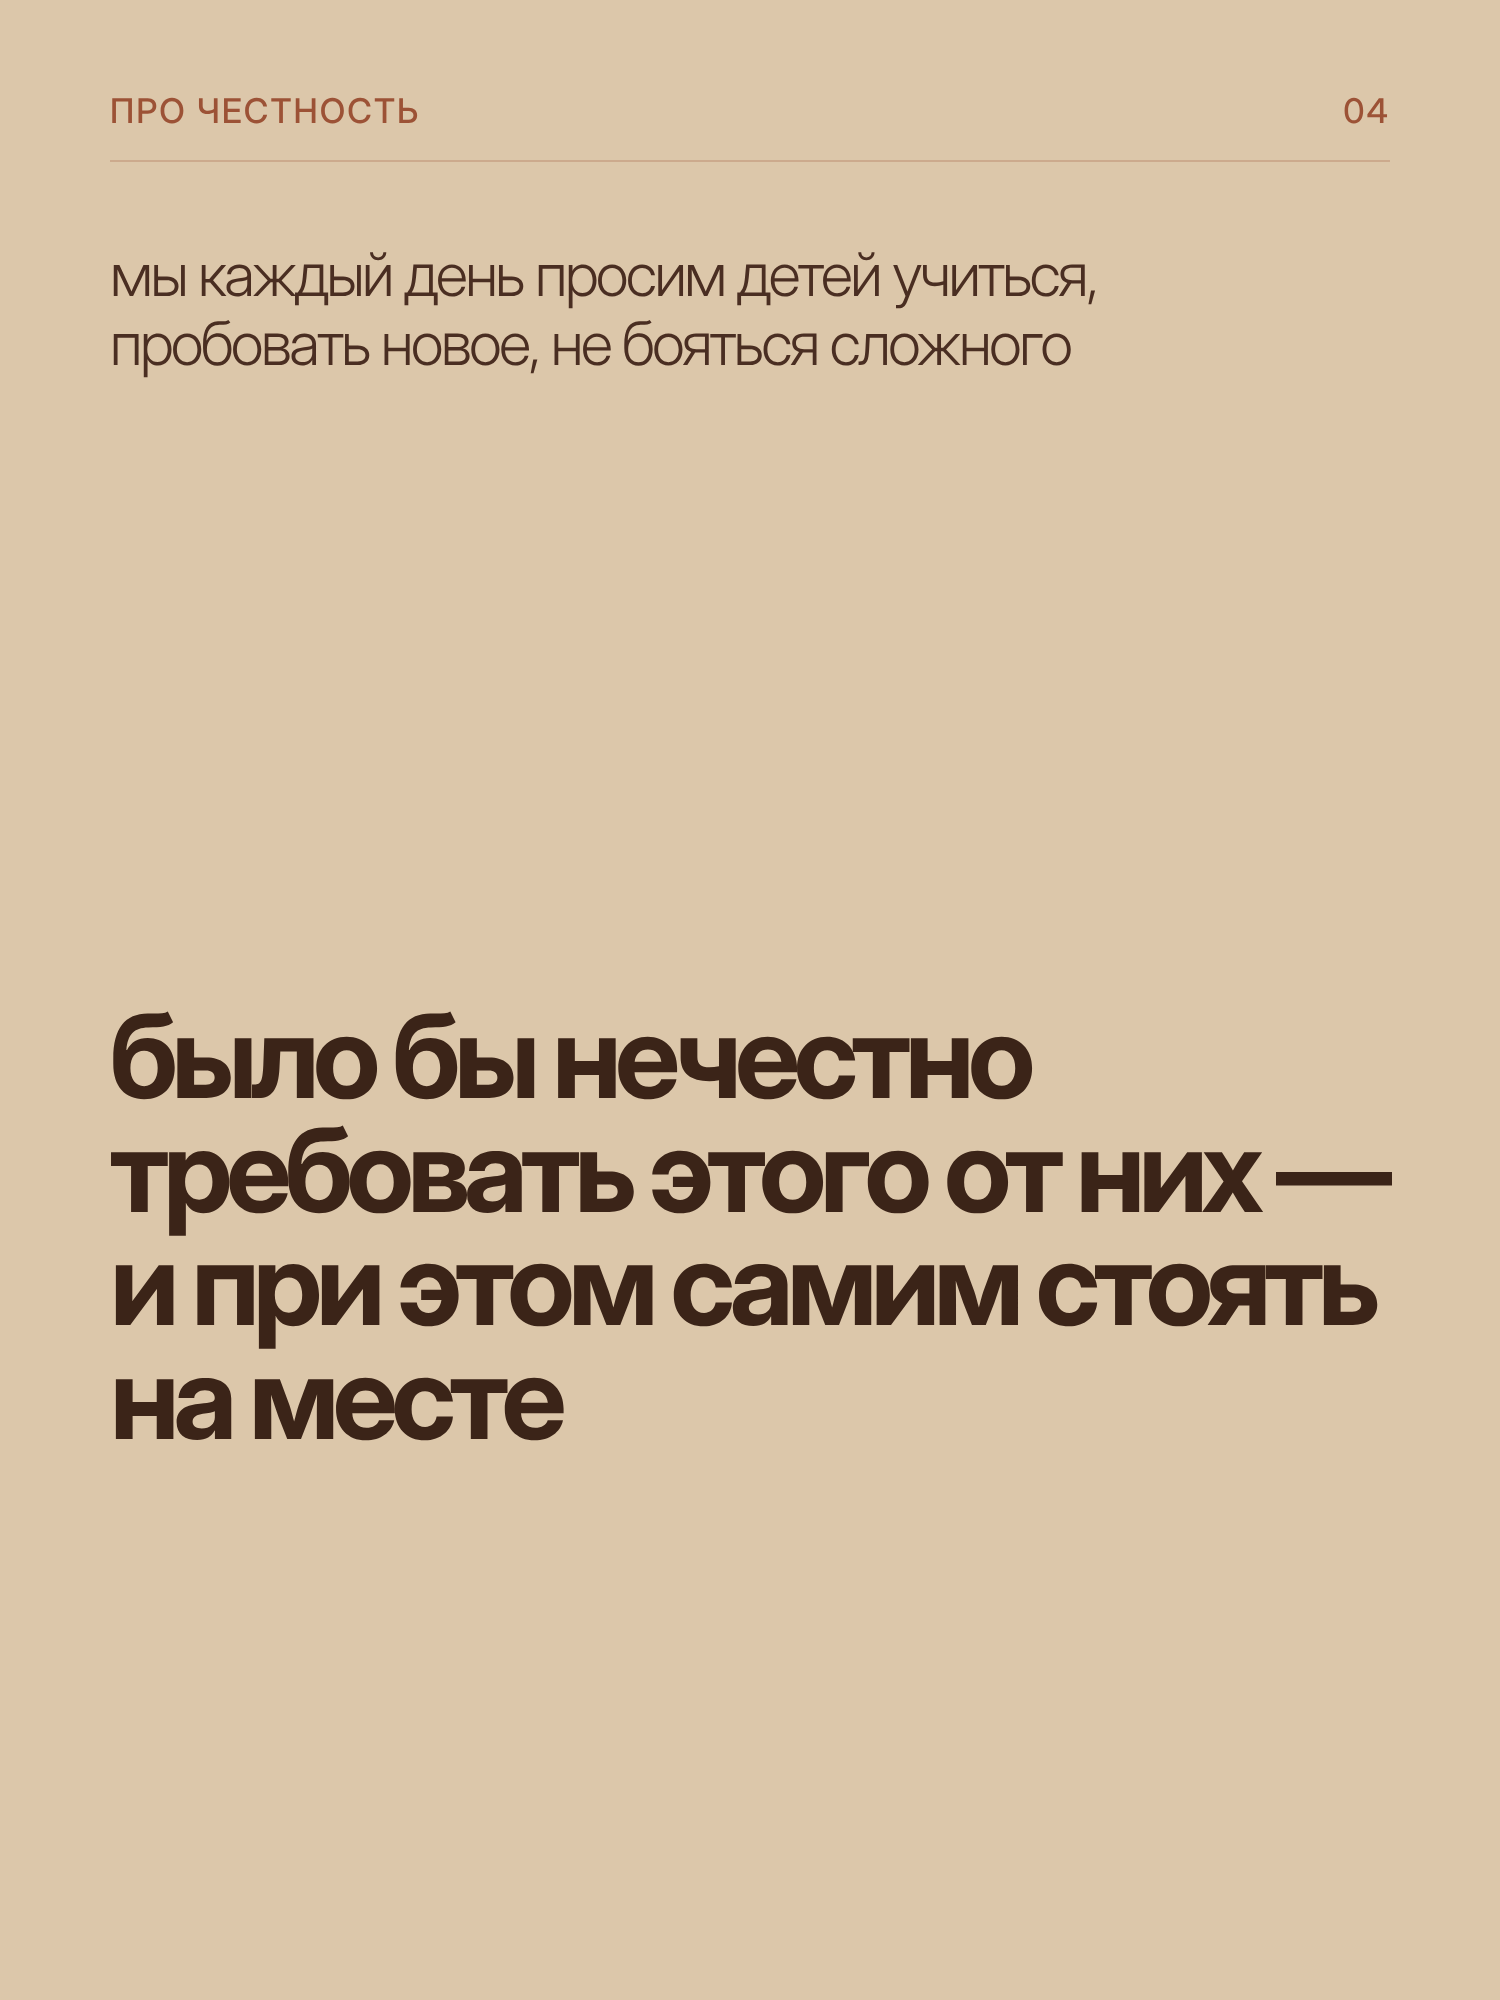 ПРО ЧЕСТНОСТЬ
04
мы каждый день просим детей учиться,
пробовать новое, не бояться сложного
было бы нечестно
требовать этого от них —
и при этом самим стоять
на месте